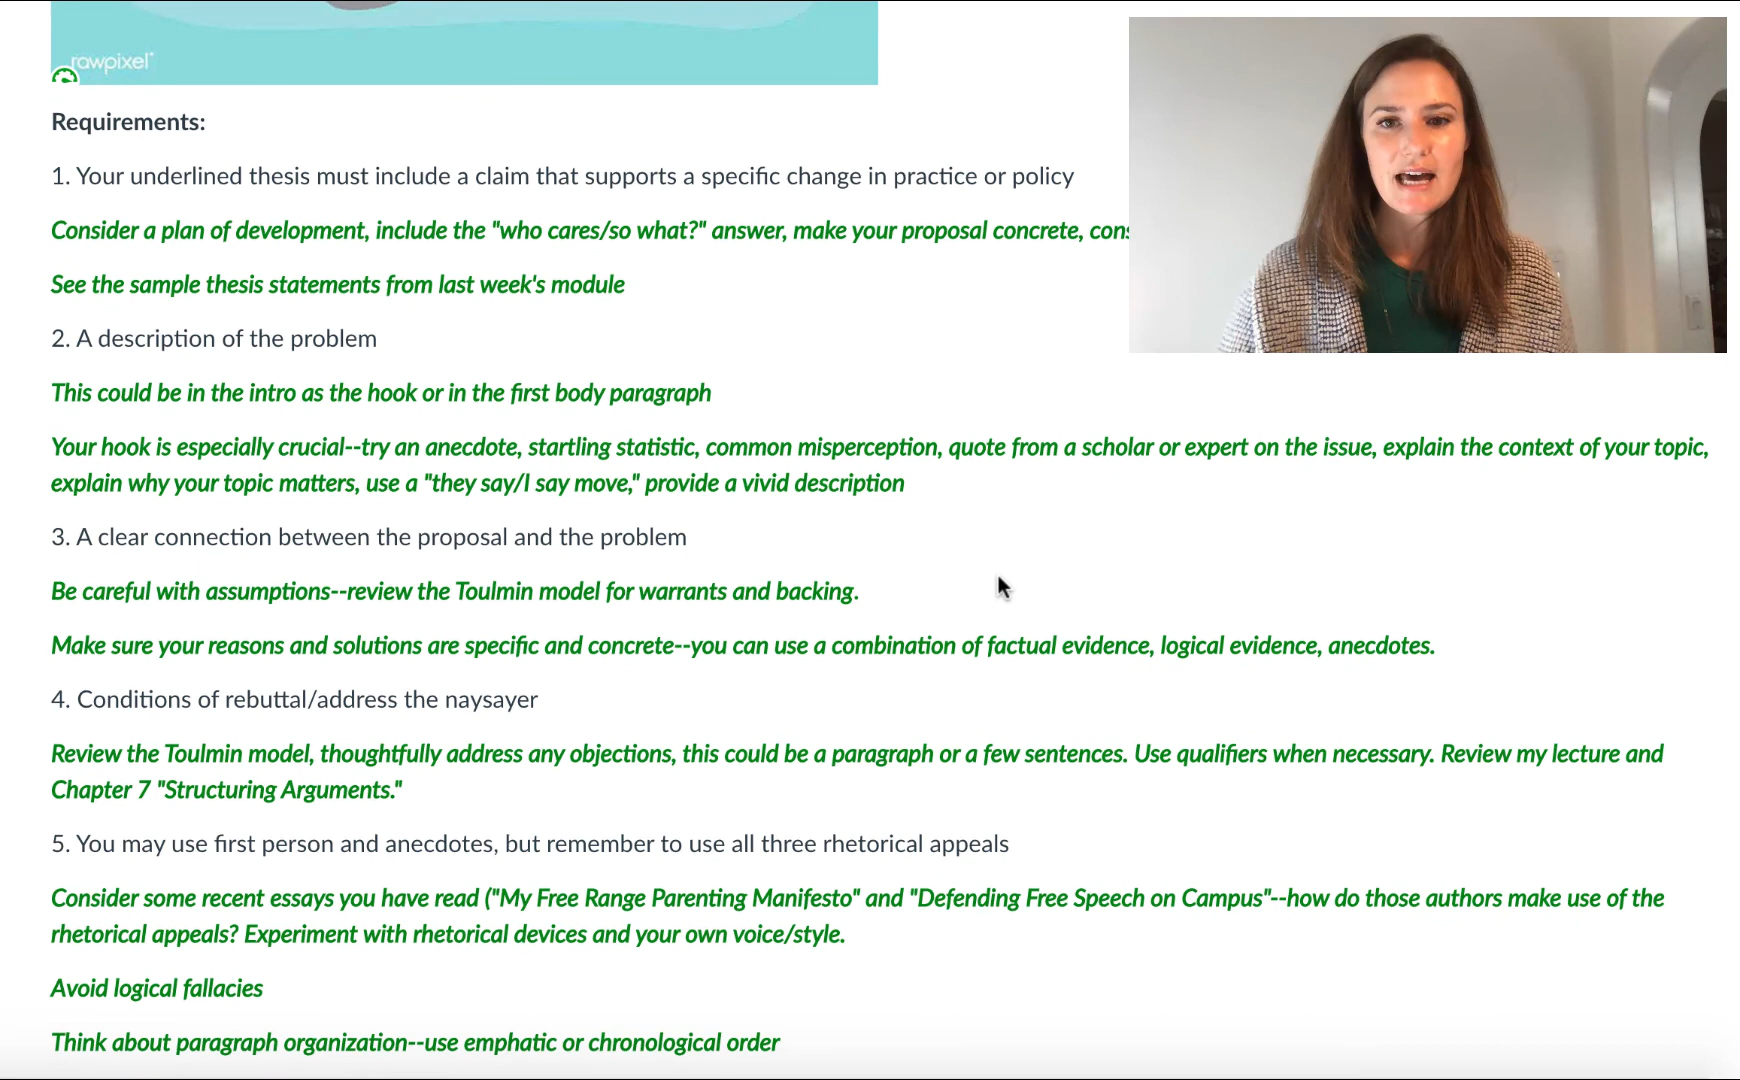 rawpixel
Requirements:
1. Your underlined thesis must include a claim that supports a specific change in practice or policy
Consider a plan of development, include the "who cares/so what?" answer, make your proposal concrete,
See the sample thesis statements from last week's module
2. A description of the problem
This could be in the intro as the hook or in the first body paragraph
Your hook is especially crucial--try an anecdote, startling statistic, common misperception, quote from a scholar or expert on the issue, explain the context of your topic,
explain why your topic matters, use a "they say/I say move," provide a vivid description
3. A clear connection between the proposal and the problem
Be careful with assumptions--review the Toulmin model for warrants and backing.
Make sure your reasons and solutions are specific and concrete--you can use a combination of factual evidence, logical evidence, anecdotes.
4. Conditions of rebuttal/address the naysayer
Review the Toulmin model, thoughtfully address any objections, this could be a paragraph or a few sentences. Use qualifiers when necessary. Review my lecture and
Chapter 7 "Structuring Arguments."
5. You may use first person and anecdotes, but remember to use all three rhetorical appeals
Consider some recent essays you have read ("My Free Range Parenting Manifesto" and "Defending Free Speech on Campus"--how do those authors make use of the
rhetorical appeals? Experiment with rhetorical devices and your own voice/style.
Avoid logical fallacies
Think about paragraph organization--use emphatic or chronological order